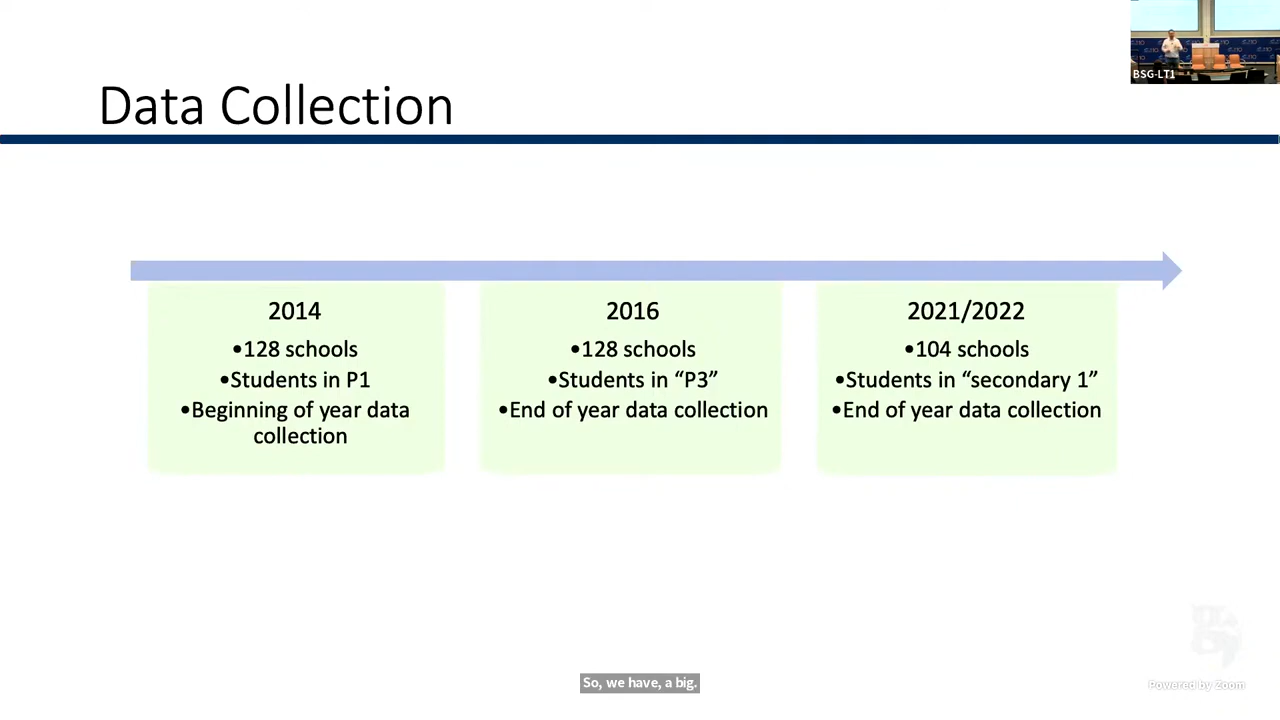 BSG-LT1
Data Collection
2014
•128 schools
•Students in P1
•Beginning of year data
collection
2016
•128 schools
•Students in “P3”
•End of year data collection
2021/2022
•104 schools
•Students in “secondary 1”
•End of year data collection
So, we have, a big.
Powered by Zoom